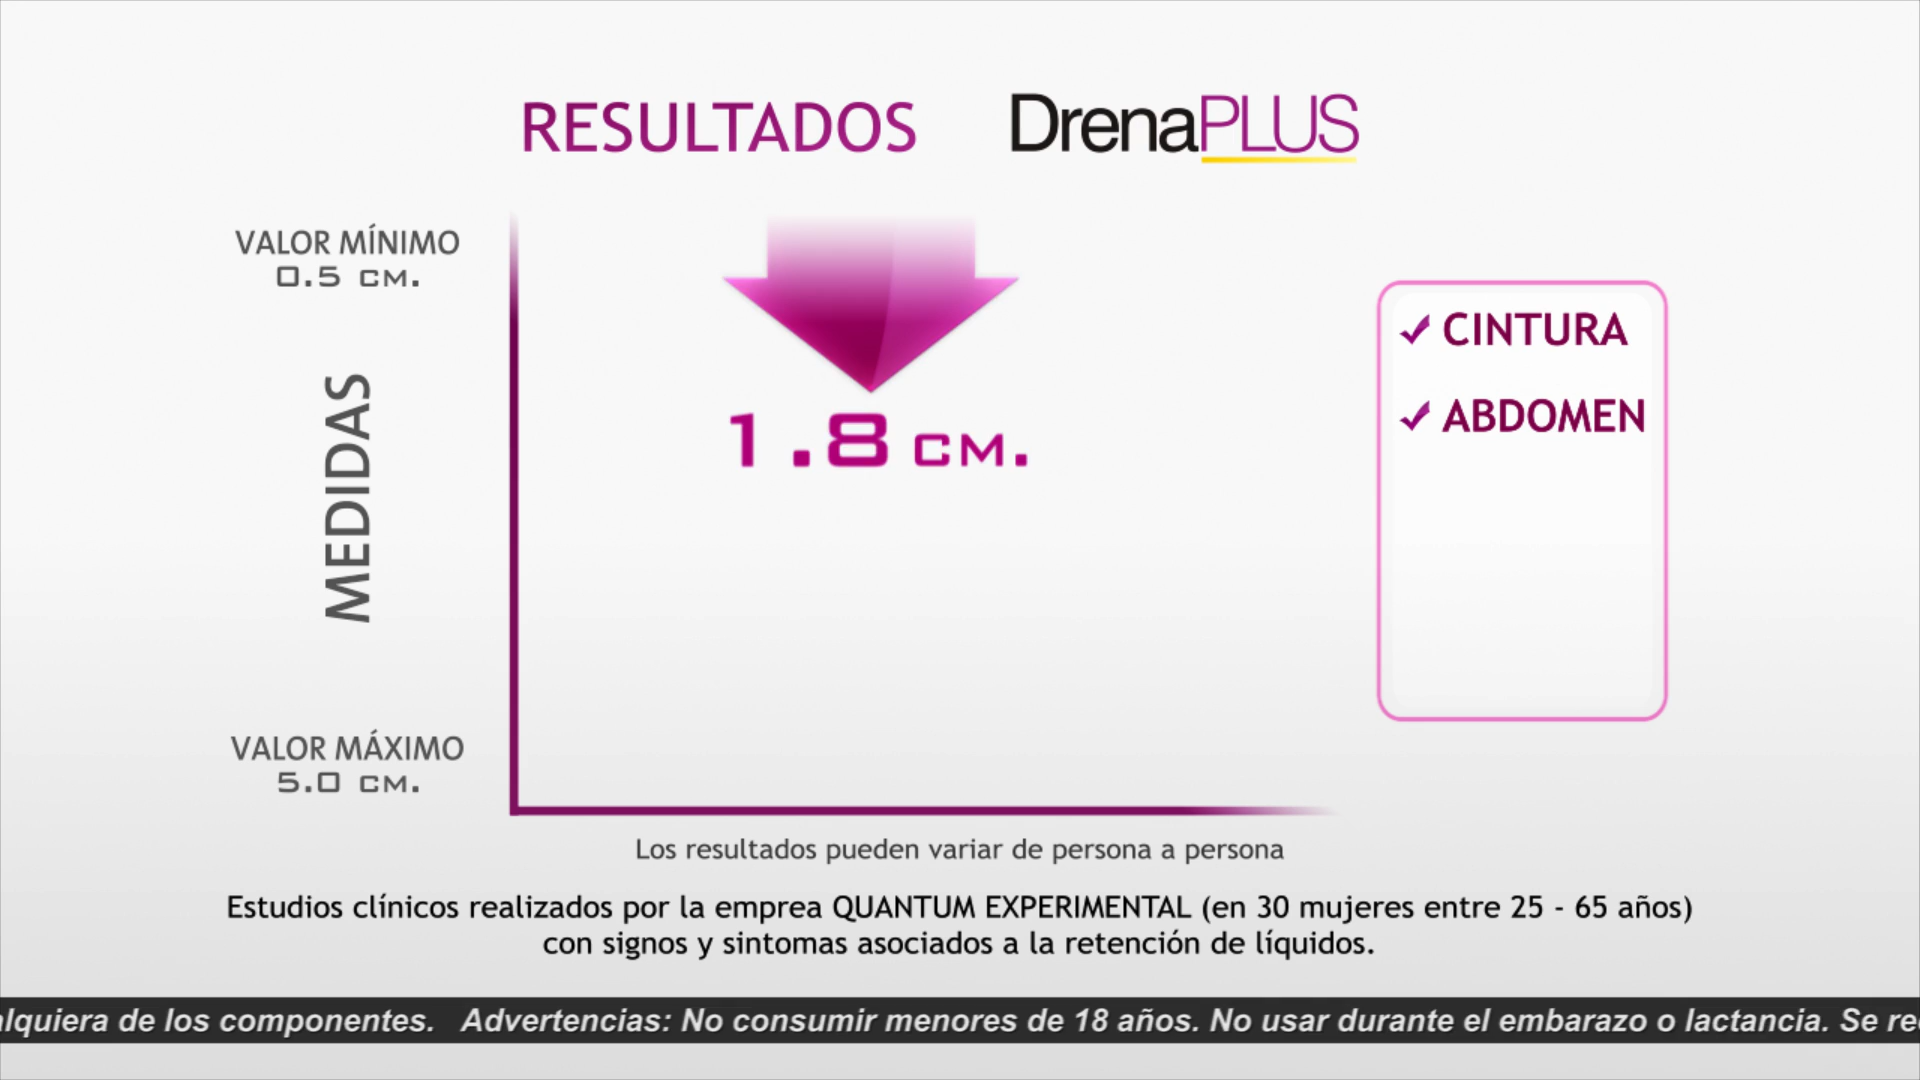 RESULTADOS DrenaPLUS
VALOR MÍNIMO
0.5 CM.
MEDIDAS
1.8 CM.
CINTURA
ABDOMEN
VALOR MÁXIMO
5.0 CM.
Los resultados pueden variar de persona a persona
Estudios clínicos realizados por la emprea QUANTUM EXPERIMENTAL (en 30 mujeres entre 25 - 65 años)
con signos y sintomas asociados a la retención de líquidos.
de los componentes. Advertencias: No consumir menores de 18 años. No usar durante el embarazo o lactancia. Se